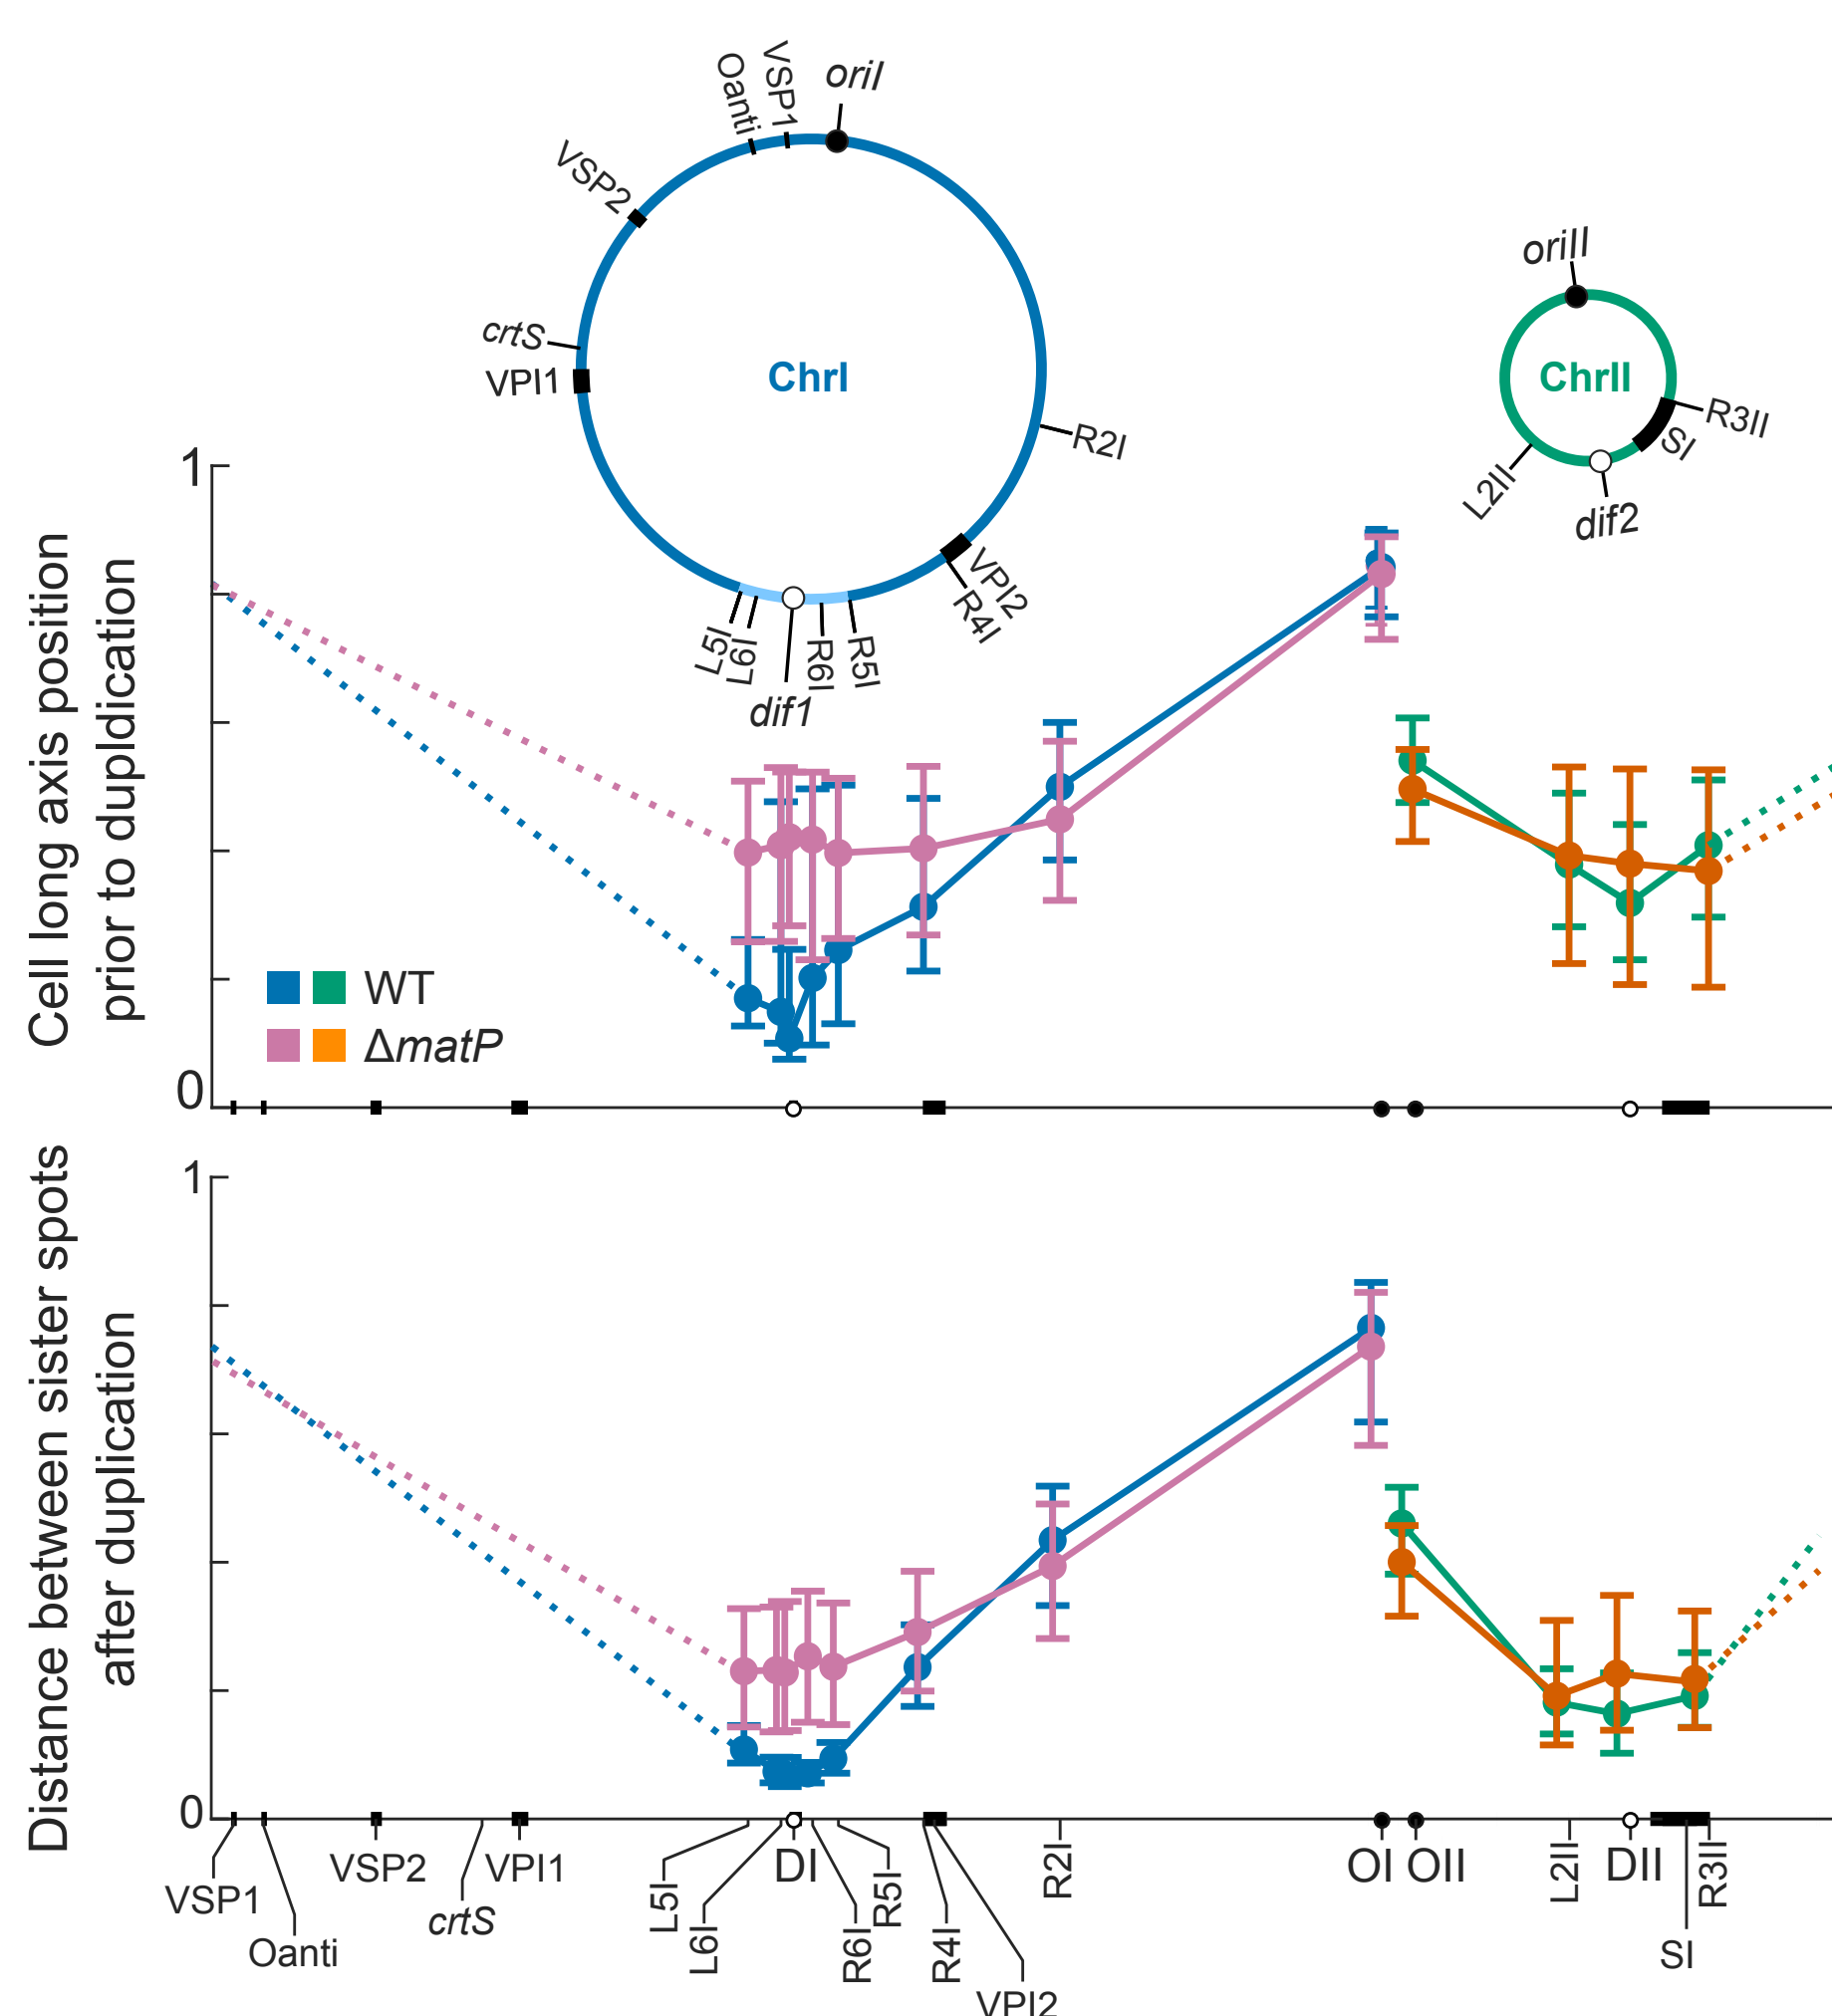 oriI
VSP1
Oanti
VSP2
crtS
VPI1
ChrI
R2I
VPI2
R4I
R5I
R6I
dif1
L6I
L5I
oriII
ChrII
R3II
SI
dif2
L2II
Cell long axis position
prior to dupldication
1
0
WT
ΔmatP
Distance between sister spots
after duplication
1
0
VSP1
Oanti
VSP2
crtS
VPI1
L5I
L6I
DI
R6I
R5I
R4I
VPI2
R2I
OI
OII
L2II
DII
SI
R3II